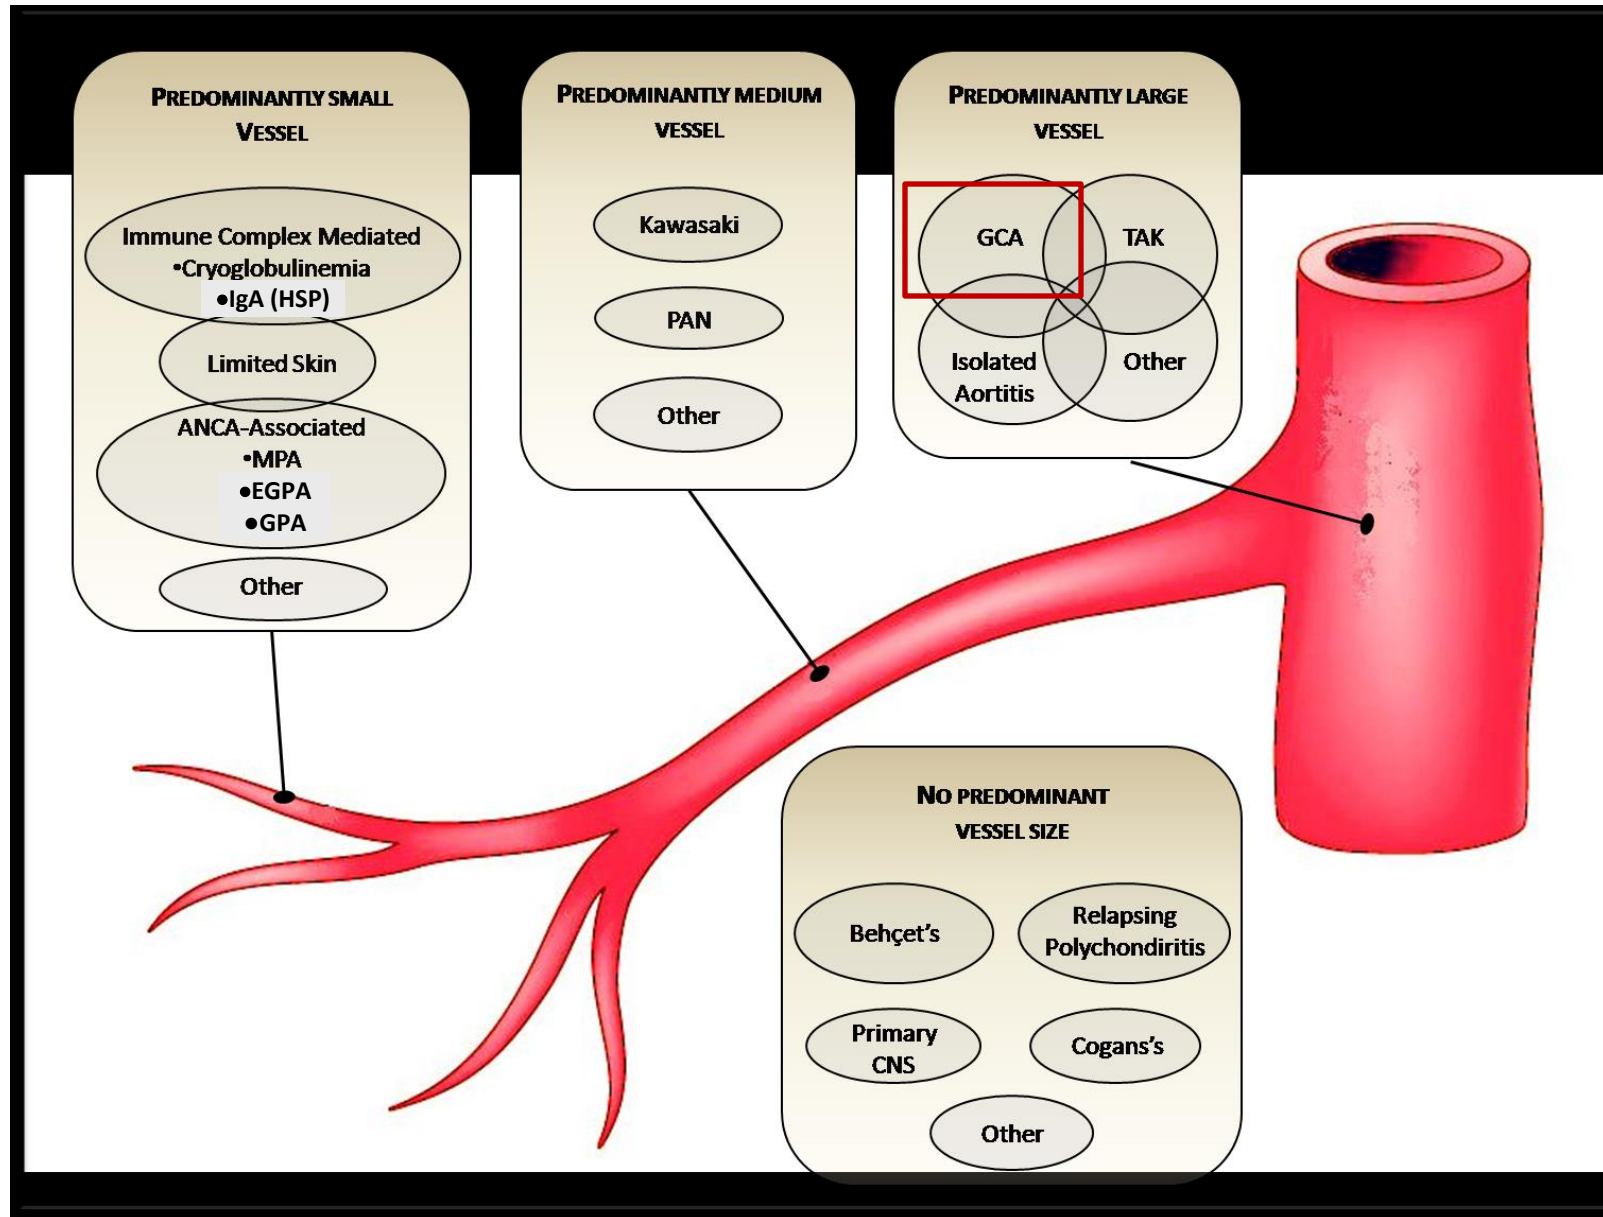 PREDOMINANTLY SMALL
VESSEL
Immune Complex Mediated
•Cryoglobulinemia
●IgA (HSP)
Limited Skin
ANCA-Associated
•MPA
●EGPA
●GPA
Other
PREDOMINANTLY MEDIUM
VESSEL
Kawasaki
PAN
Other
PREDOMINANTLY LARGE
VESSEL
GCA
TAK
Isolated
Aortitis
Other
NO PREDOMINANT
VESSEL SIZE
Behçet's
Relapsing
Polychondiritis
Primary
CNS
Cogans's
Other